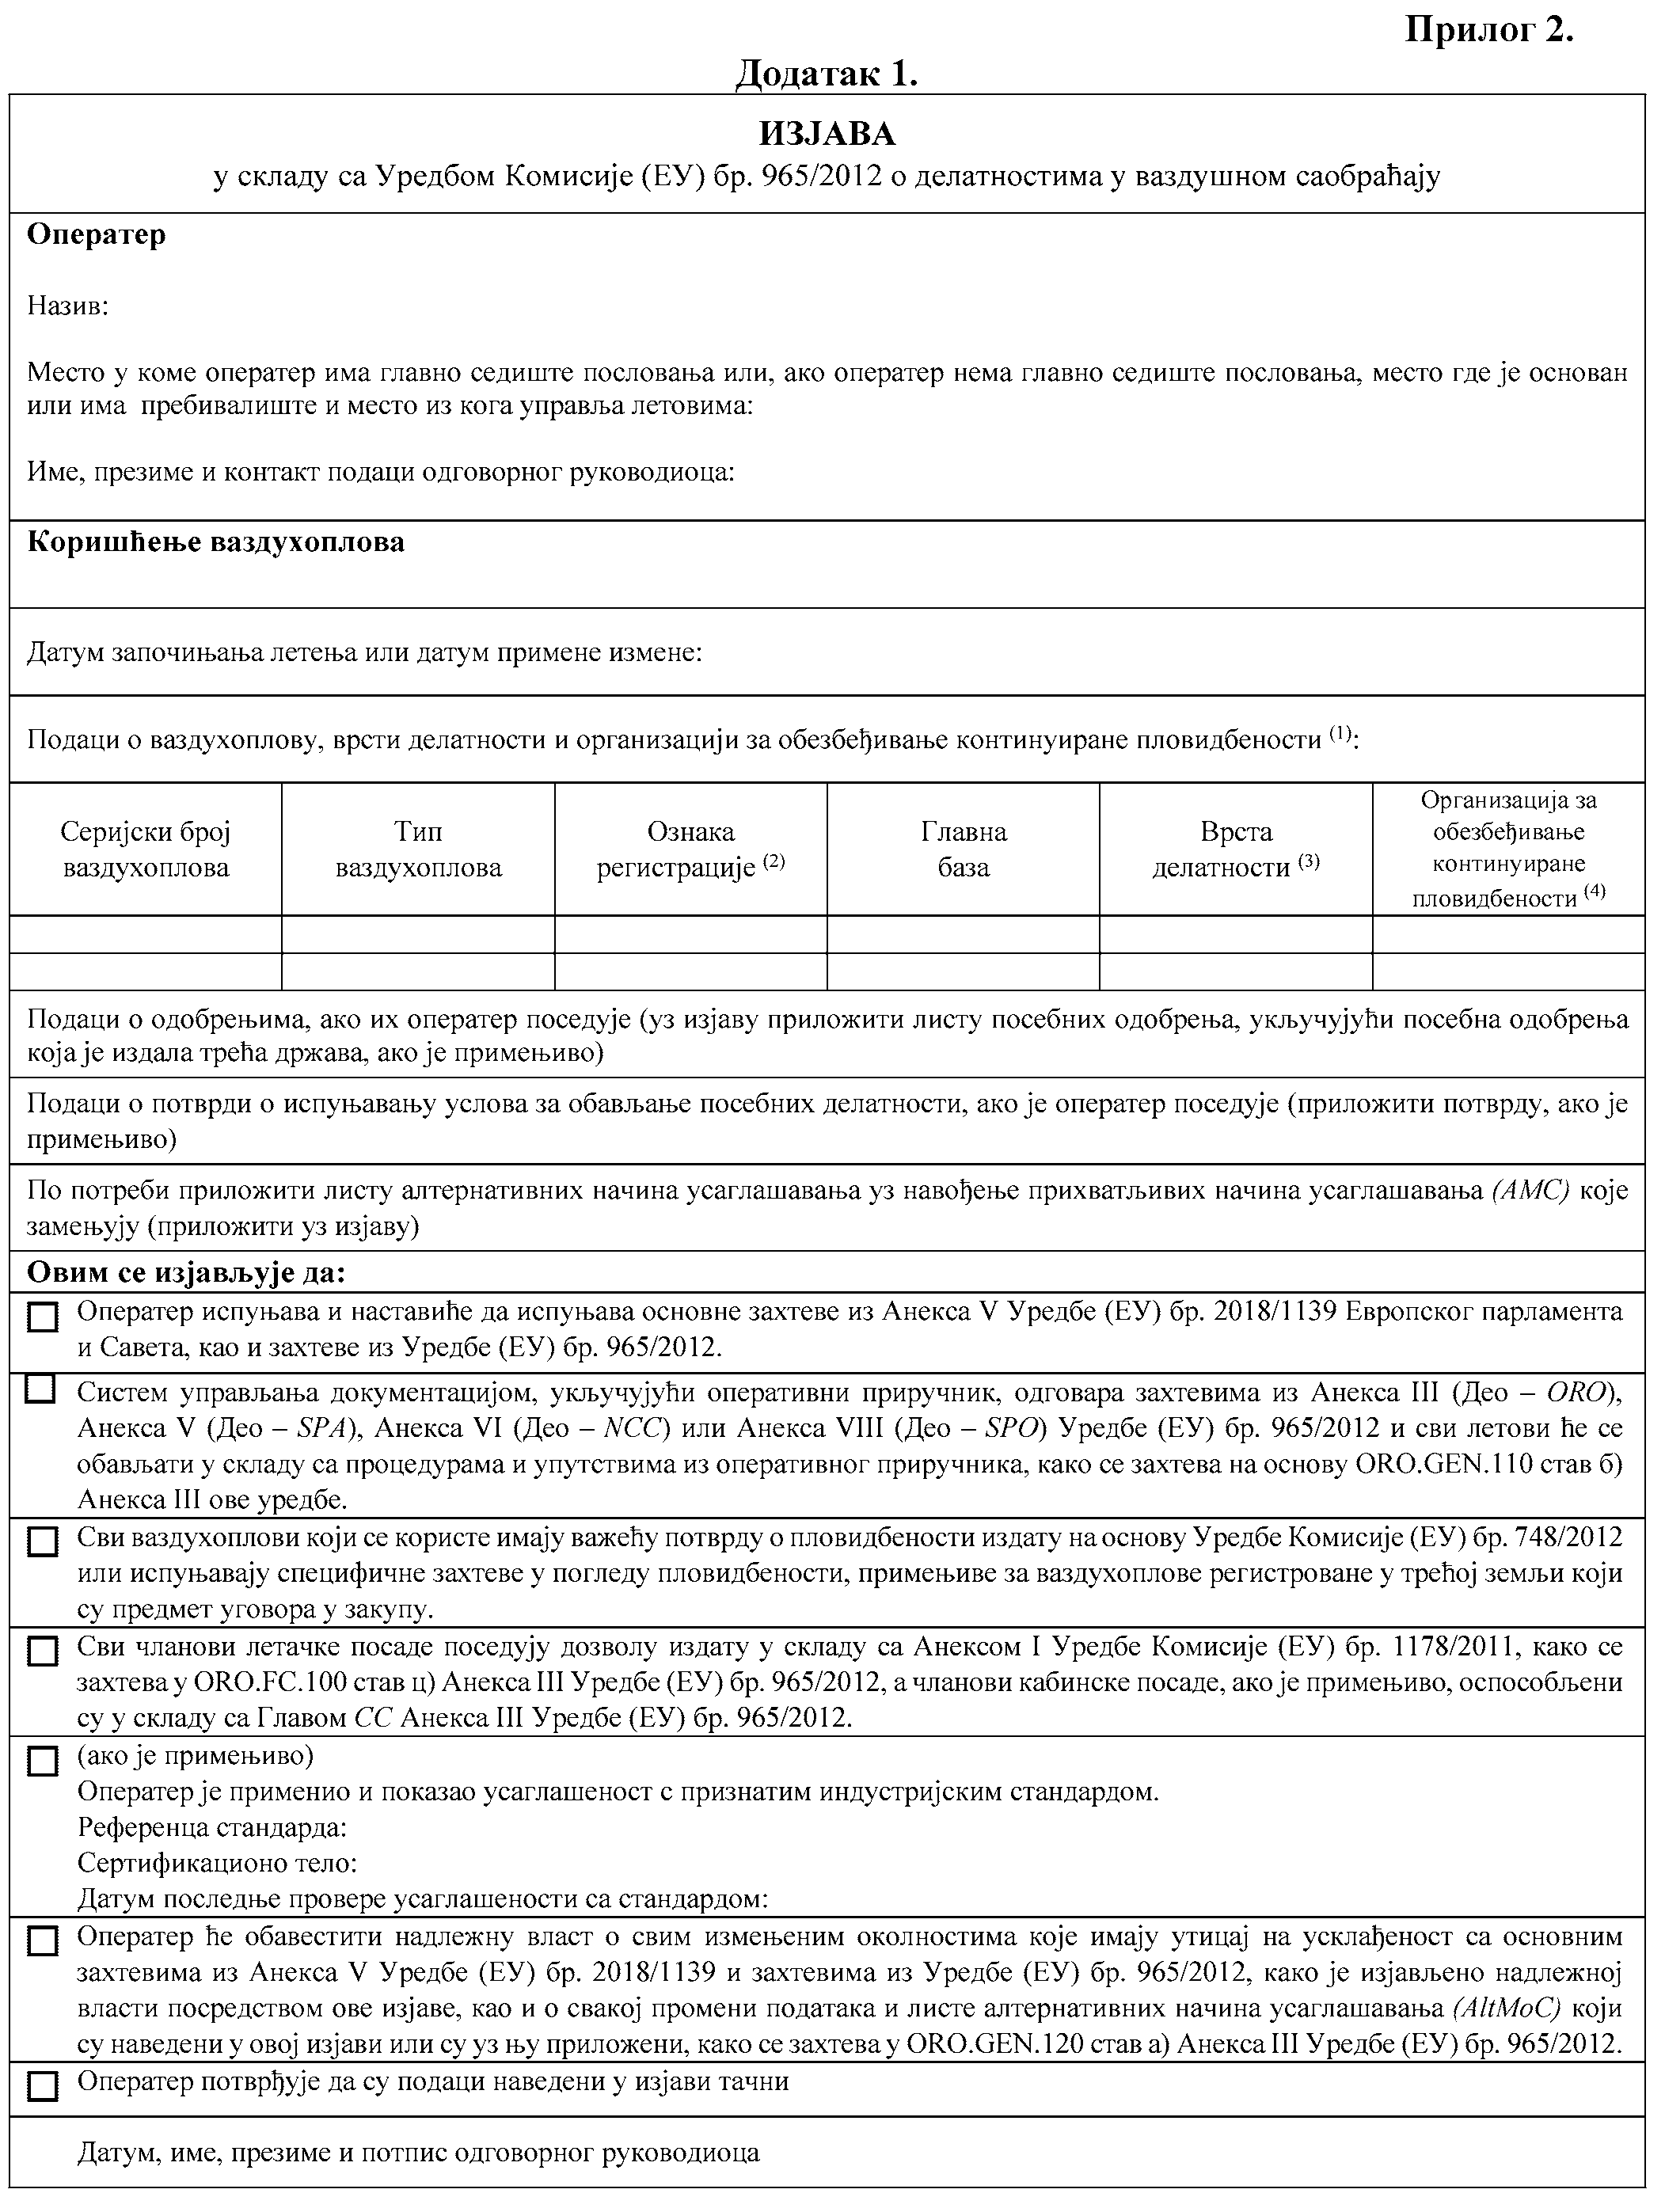 Прилог 2.
Додатак 1.
ИЗЈАВА
у складу са Уредбом Комисије (ЕУ) бр. 965/2012 о делатностима у ваздушном саобраћају
Оператер
Назив:
Место у коме оператер има главно седиште пословања или, ако оператер нема главно седиште пословања, место где је основан
или има пребивалиште и место из кога управља летовима:
Име, презиме и контакт подаци одговорног руководиоца:
Коришћење ваздухоплова
Датум започињања летења или датум примене измене:
Подаци о ваздухоплову, врсти делатности и организацији за обезбеђивање континуиране пловидбености (1):
Серијски број
ваздухоплова
Тип
ваздухоплова
Ознака
регистрације (2)
Главна
база
Врста
делатности (3)
Организација за
обезбеђивање
континуиране
пловидбености (4)
Подаци о одобрењима, ако их оператер поседује (уз изјаву приложити листу посебних одобрења, укључујући посебна одобрења
која је издала трећа држава, ако је примењиво)
Подаци о потврди о испуњавању услова за обављање посебних делатности, ако је оператер поседује (приложити потврду, ако је
примењиво)
По потреби приложити листу алтернативних начина усаглашавања уз навођење прихватљивих начина усаглашавања (AMC) које
замењују (приложити уз изјаву)
Овим се изјављује да:
Оператер испуњава и наставиће да испуњава основне захтеве из Анекса V Уредбе (ЕУ) бр. 2018/1139 Европског парламента
и Савета, као и захтеве из Уредбе (ЕУ) бр. 965/2012.
Систем управљања документацијом, укључујући оперативни приручник, одговара захтевима из Анекса III (Део – ORO),
Анекса V (Део – SPA), Анекса VI (Део – NCC) или Анекса VIII (Део – SPO) Уредбе (ЕУ) бр. 965/2012 и сви летови ће се
обављати у складу са процедурама и упутствима из оперативног приручника, како се захтева на основу ORO.GEN.110 став б)
Анекса III ове уредбе.
Сви ваздухоплови који се користе имају важећу потврду о пловидбености издату на основу Уредбе Комисије (ЕУ) бр. 748/2012
или испуњавају специфичне захтеве у погледу пловидбености, примењиве за ваздухоплове регистроване у трећој земљи који
су предмет уговора у закупу.
Сви чланови летачке посаде поседују дозволу издату у складу са Анексом I Уредбе Комисије (ЕУ) бр. 1178/2011, како се
захтева у ORO.FC.100 став ц) Анекса III Уредбе (ЕУ) бр. 965/2012, а чланови кабинске посаде, ако је примењиво, оспособљени
су у складу са Главом CC Анекса III Уредбе (ЕУ) бр. 965/2012.
(ако је примењиво)
Оператер је применио и показао усаглашеност с признатим индустријским стандардом.
Референца стандарда:
Сертификационо тело:
Датум последње провере усаглашености са стандардом:
Оператер ће обавестити надлежну власт о свим измењеним околностима које имају утицај на усклађеност са основним
захтевима из Анекса V Уредбе (ЕУ) бр. 2018/1139 и захтевима из Уредбе (ЕУ) бр. 965/2012, како је изјављено надлежној
власти посредством ове изјаве, као и о свакој промени података и листе алтернативних начина усаглашавања (AltMoC) који
су наведени у овој изјави или су уз њу приложени, како се захтева у ORO.GEN.120 став а) Анекса III Уредбе (ЕУ) бр. 965/2012.
Оператер потврђује да су подаци наведени у изјави тачни
Датум, име, презиме и потпис одговорног руководиоца